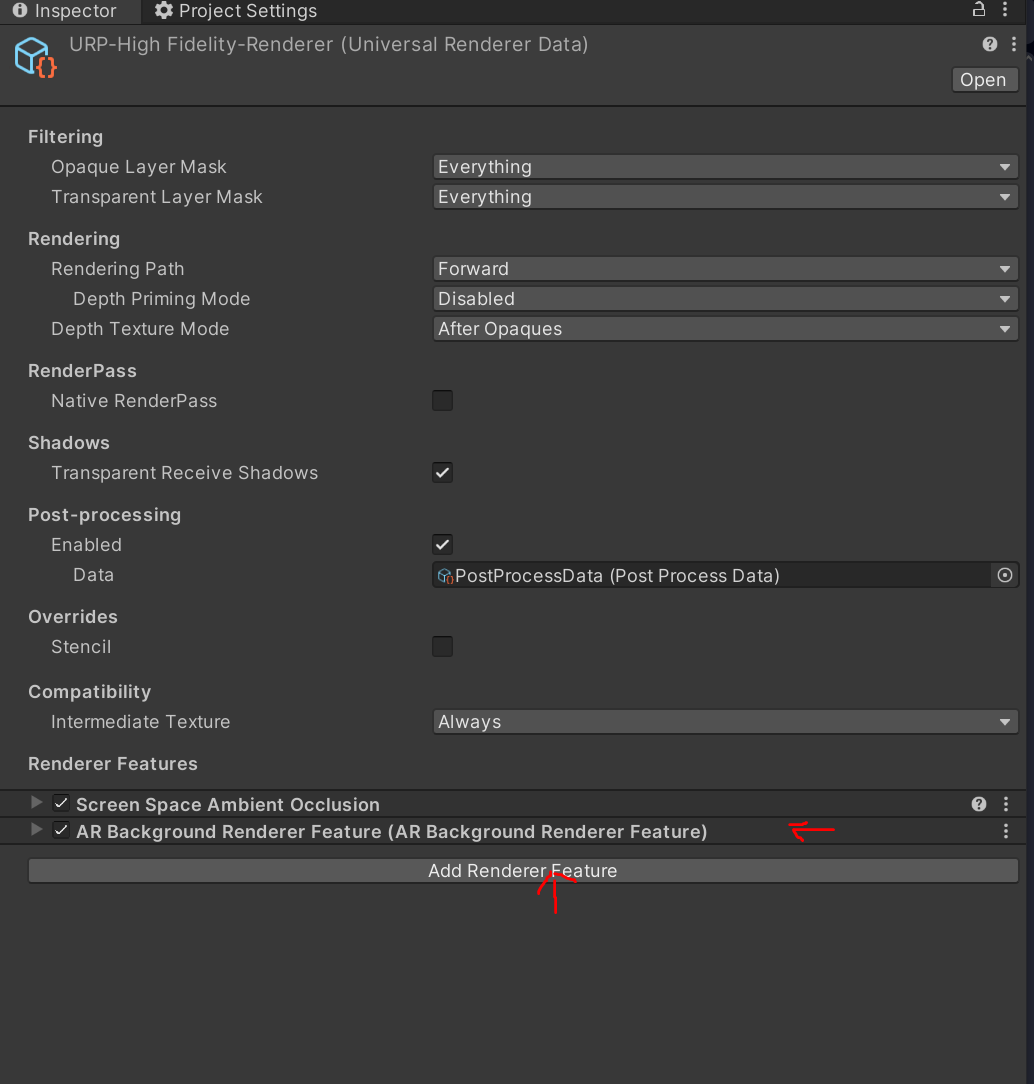 Inspector Project Settings
URP-High Fidelity-Renderer (Universal Renderer Data)
Open
Filtering
Opaque Layer Mask Everything
Transparent Layer Mask Everything
Rendering
Rendering Path Forward
Depth Priming Mode Disabled
Depth Texture Mode After Opaques
RenderPass
Native RenderPass
Shadows
Transparent Receive Shadows
Post-processing
Enabled
Data PostProcessData (Post Process Data)
Overrides
Stencil
Compatibility
Intermediate Texture Always
Renderer Features
Screen Space Ambient Occlusion
AR Background Renderer Feature (AR Background Renderer Feature)
Add Renderer Feature